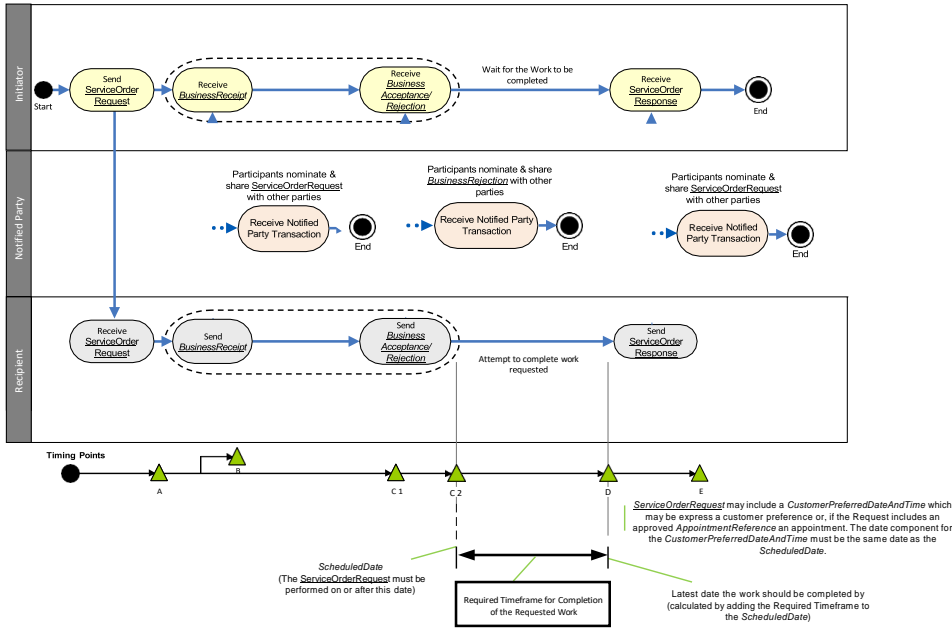 Initiator
Start
Send
ServiceOrder
Request
Receive
BusinessReceipt
Receive
Business
Acceptance/
Rejection
Wait for the Work to be
completed
Receive
ServiceOrder
Response
End
Notified Party
Participants nominate &
share ServiceOrderRequest
with other parties
Receive Notified
Party Transaction
End
Participants nominate & share
BusinessRejection with other
parties
Receive Notified Party
Transaction
End
Participants nominate &
share ServiceOrderRequest
with other parties
Receive Notified
Party Transaction
End
Recipient
Receive
ServiceOrder
Request
Send
BusinessReceipt
Send
Business
Acceptance/
Rejection
Attempt to complete work
requested
Send
ServiceOrder
Response
Timing Points
A
B
C 1
C 2
D
E
ServiceOrderRequest may include a CustomerPreferredDateAndTime which
may be express a customer preference or, if the Request includes an
approved AppointmentReference an appointment. The date component for
the CustomerPreferredDateAndTime must be the same date as the
ScheduledDate.
ScheduledDate
(The ServiceOrderRequest must be
performed on or after this date)
Required Timeframe for Completion
of the Requested Work
Latest date the work should be completed by
(calculated by adding the Required Timeframe to
the ScheduledDate)